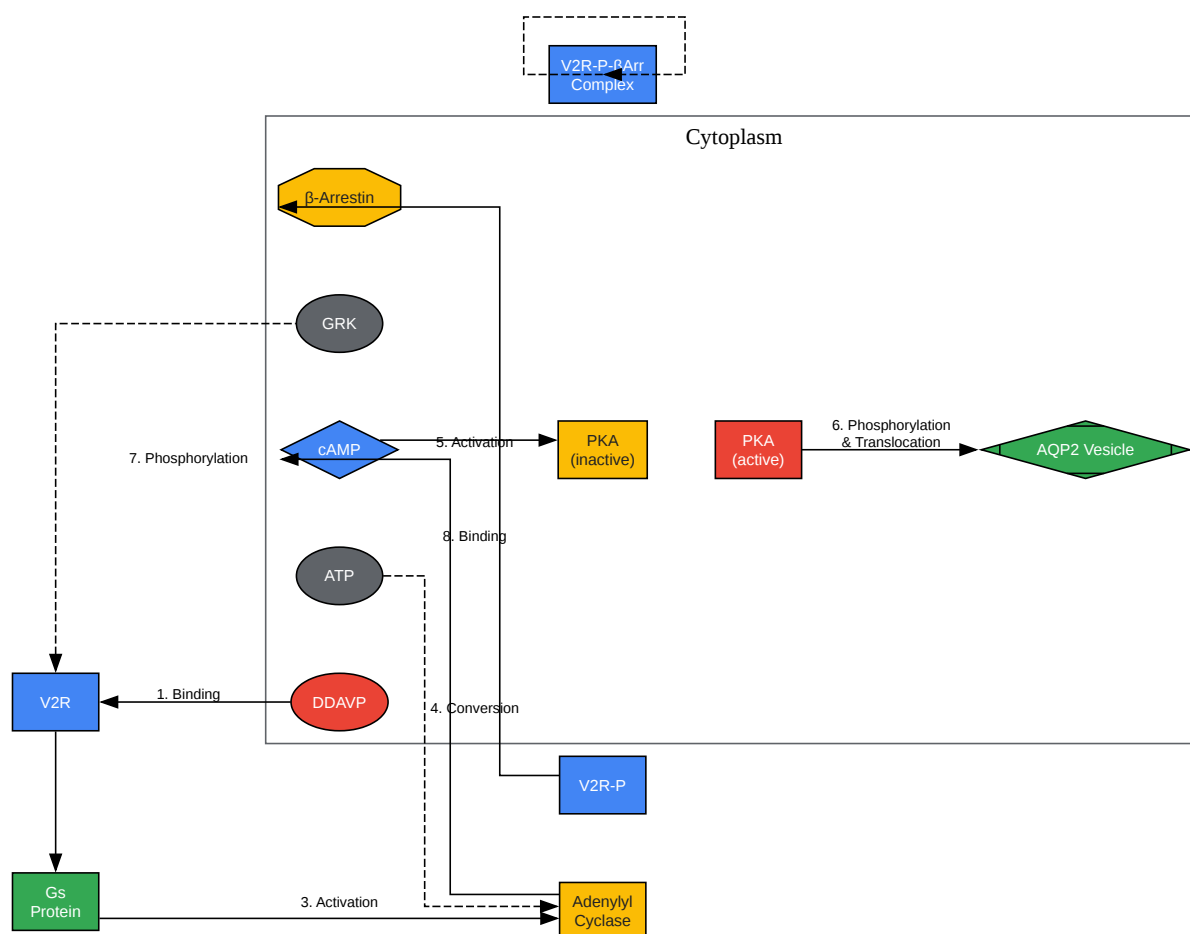 V2R-P-βArr
Complex
Cytoplasm
β-Arrestin
GRK
cAMP
5. Activation
PKA
(inactive)
PKA
(active)
6. Phosphorylation
& Translocation
AQP2 Vesicle
7. Phosphorylation
8. Binding
ATP
V2R
1. Binding
DDAVP
4. Conversion
V2R-P
Gs
Protein
3. Activation
Adenylyl
Cyclase